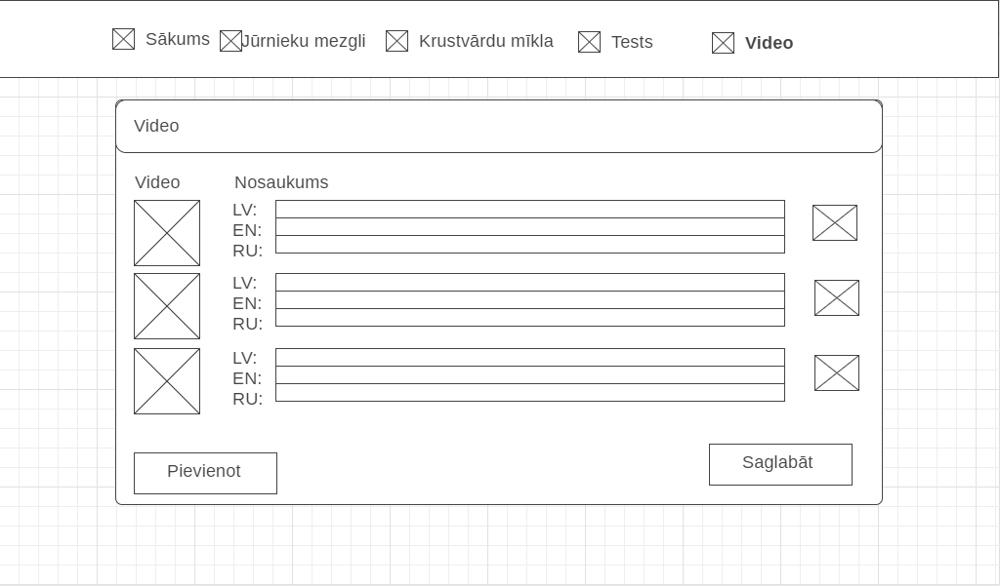 Sākums Jūrnieku mezgli Krustvārdu mīkla Tests Video
Video
Video Nosaukums
LV:
EN:
RU:
LV:
EN:
RU:
LV:
EN:
RU:
Pievienot Saglabāt